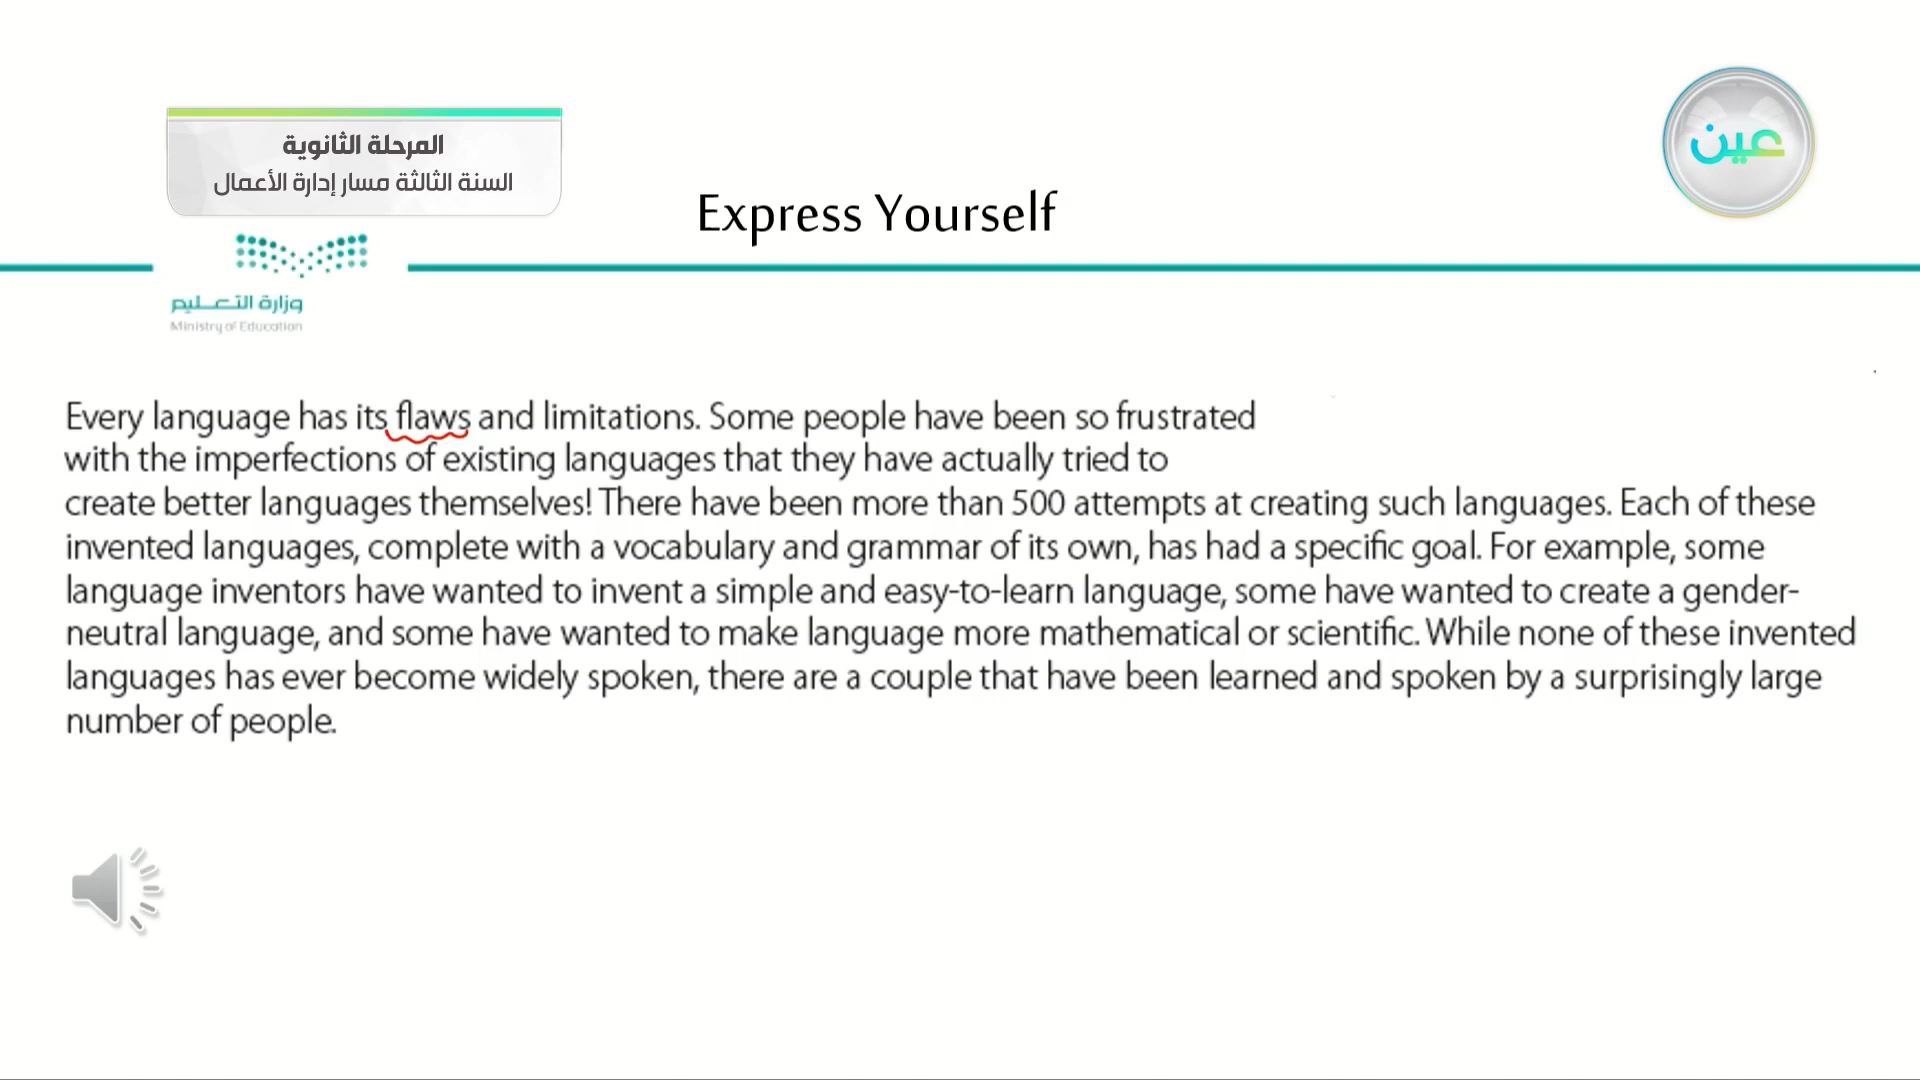 المرحلة الثانوية
السنة الثالثة مسار إدارة الأعمال
عين
Express Yourself
وزارة التعليم
Ministry of Education
Every language has its flaws and limitations. Some people have been so frustrated
with the imperfections of existing languages that they have actually tried to
create better languages themselves! There have been more than 500 attempts at creating such languages. Each of these
invented languages, complete with a vocabulary and grammar of its own, has had a specific goal. For example, some
language inventors have wanted to invent a simple and easy-to-learn language, some have wanted to create a gender-
neutral language, and some have wanted to make language more mathematical or scientific. While none of these invented
languages has ever become widely spoken, there are a couple that have been learned and spoken by a surprisingly large
number of people.